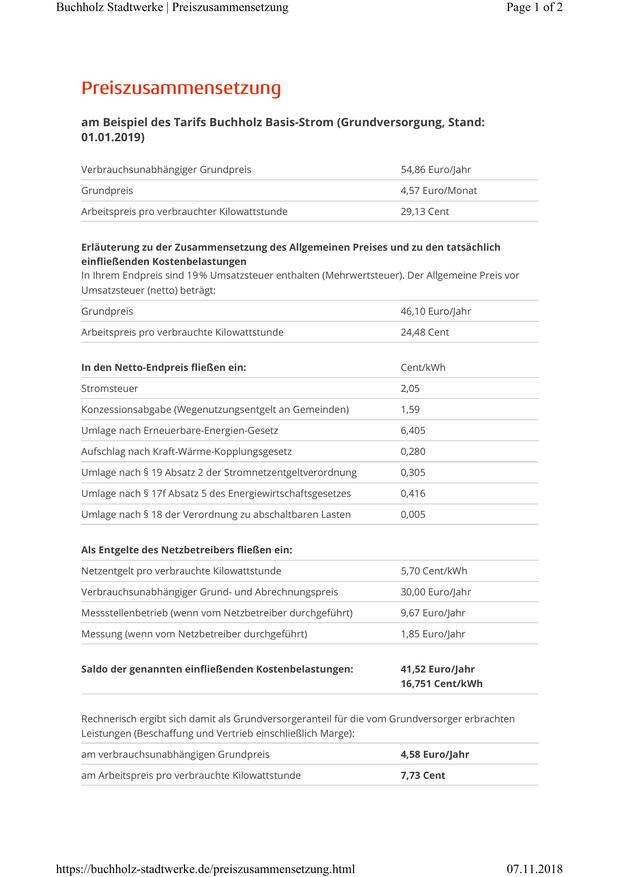 Buchholz Stadtwerke | Preiszusammensetzung Page 1 of 2
Preiszusammensetzung
am Beispiel des Tarifs Buchholz Basis-Strom (Grundversorgung, Stand:
01.01.2019)
Verbrauchsunabhängiger Grundpreis 54,86 Euro/Jahr
Grundpreis 4,57 Euro/Monat
Arbeitspreis pro verbrauchter Kilowattstunde 29,13 Cent
Erläuterung zu der Zusammensetzung des Allgemeinen Preises und zu den tatsächlich
einfließenden Kostenbelastungen
In Ihrem Endpreis sind 19% Umsatzsteuer enthalten (Mehrwertsteuer). Der Allgemeine Preis vor
Umsatzsteuer (netto) beträgt:
Grundpreis 46,10 Euro/Jahr
Arbeitspreis pro verbrauchte Kilowattstunde 24,48 Cent
In den Netto-Endpreis fließen ein: Cent/kWh
Stromsteuer 2,05
Konzessionsabgabe (Wegenutzungsentgelt an Gemeinden) 1,59
Umlage nach Erneuerbare-Energien-Gesetz 6,405
Aufschlag nach Kraft-Wärme-Kopplungsgesetz 0,280
Umlage nach § 19 Absatz 2 der Stromnetzentgeltverordnung 0,305
Umlage nach § 17f Absatz 5 des Energiewirtschaftsgesetzes 0,416
Umlage nach § 18 der Verordnung zu abschaltbaren Lasten 0,005
Als Entgelte des Netzbetreibers fließen ein:
Netzentgelt pro verbrauchte Kilowattstunde 5,70 Cent/kWh
Verbrauchsunabhängiger Grund- und Abrechnungspreis 30,00 Euro/Jahr
Messstellenbetrieb (wenn vom Netzbetreiber durchgeführt) 9,67 Euro/Jahr
Messung (wenn vom Netzbetreiber durchgeführt) 1,85 Euro/Jahr
Saldo der genannten einfließenden Kostenbelastungen: 41,52 Euro/Jahr
16,751 Cent/kWh
Rechnerisch ergibt sich damit als Grundversorgeranteil für die vom Grundversorger erbrachten
Leistungen (Beschaffung und Vertrieb einschließlich Marge):
am verbrauchsunabhängigen Grundpreis 4,58 Euro/Jahr
am Arbeitspreis pro verbrauchte Kilowattstunde 7,73 Cent
https://buchholz-stadtwerke.de/preiszusammensetzung.html 07.11.2018